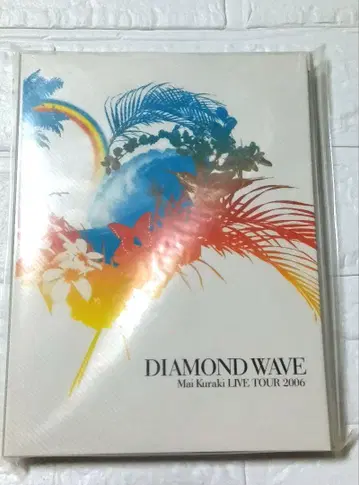 DIAMOND WAVE
Mai Kuraki LIVE TOUR 2006